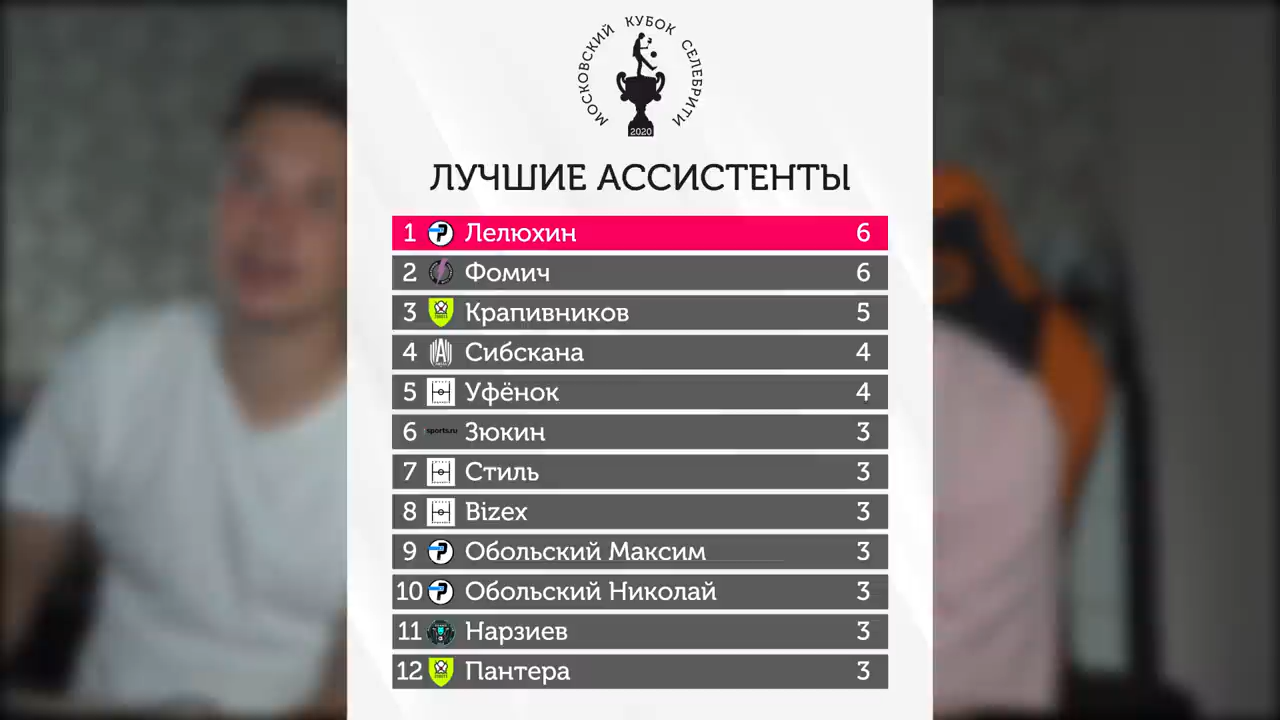 МОСКОВСКИЙ КУБОК СЕЛЕБРИТИ
2020
ЛУЧШИЕ АССИСТЕНТЫ
1 Лелюхин 6
2 Фомич 6
3 Крапивников 5
4 Сибскана 4
5 Уфёнок 4
6 sports.ru Зюкин 3
7 Стиль 3
8 Bizex 3
9 Обольский Максим 3
10 Обольский Николай 3
11 Нарзиев 3
12 Пантера 3